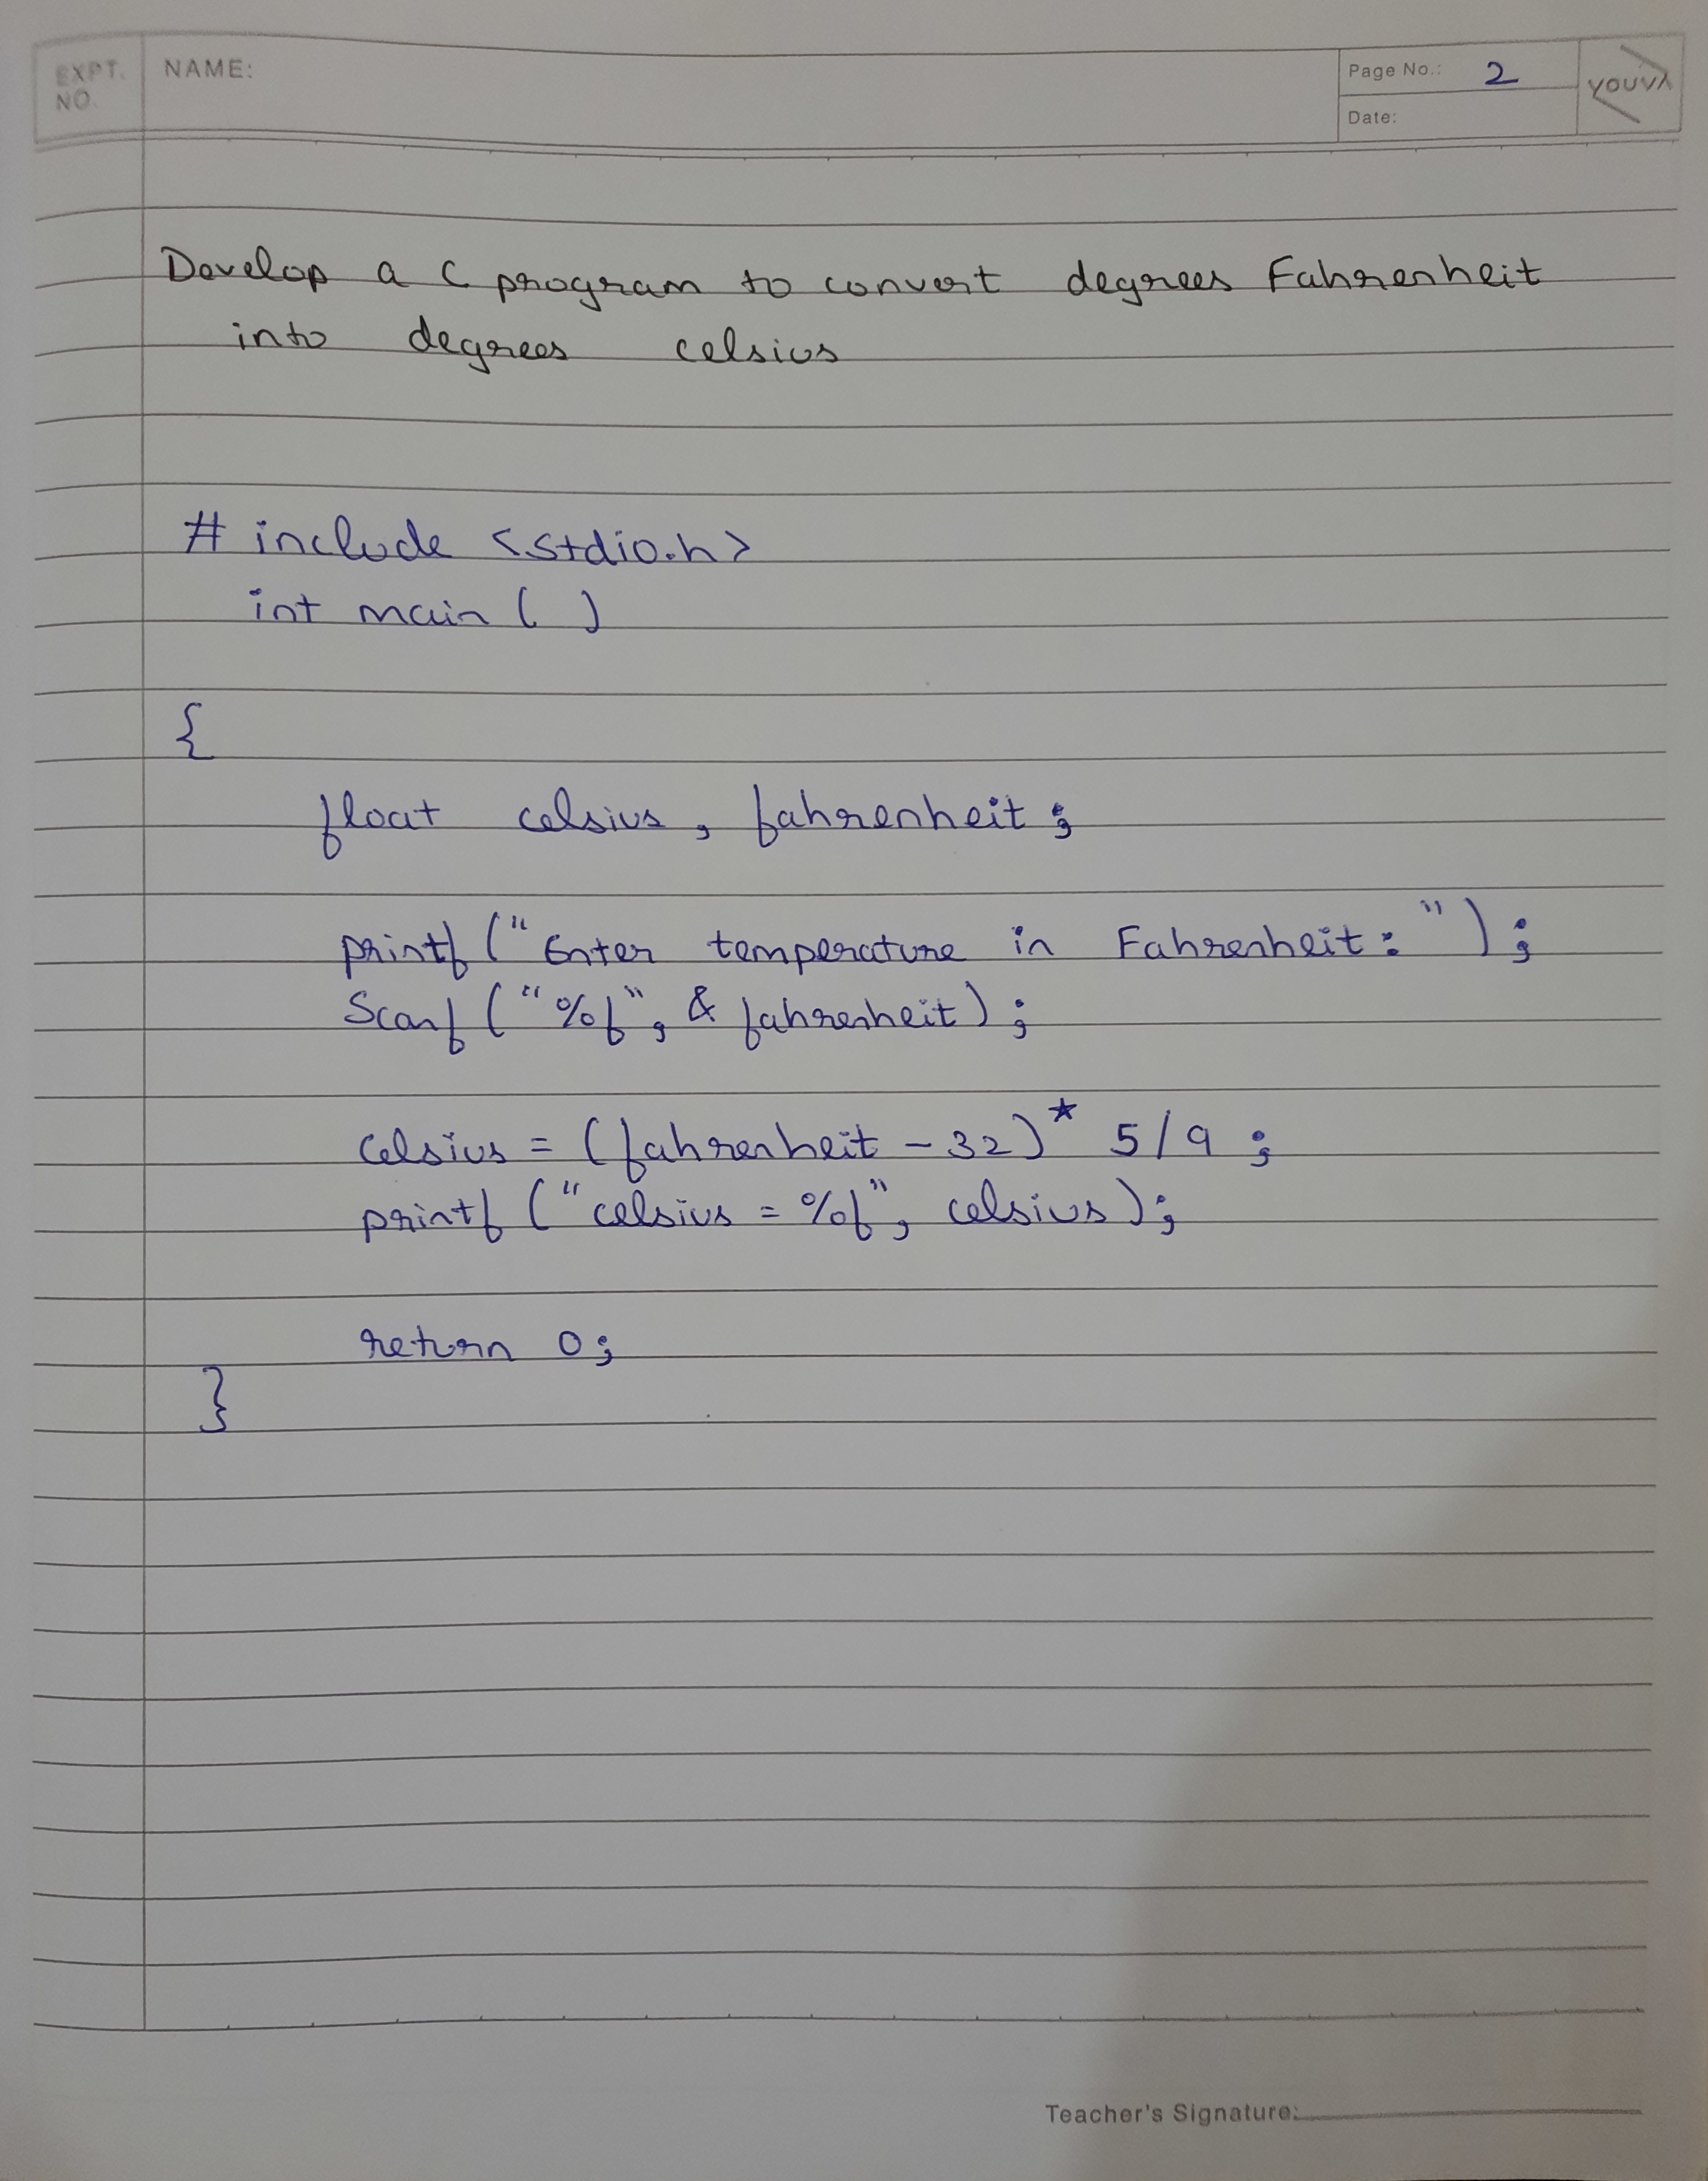 EXPT. NO.
NAME:
Page No.: 2
Date:
YOUVA
Develop a C program to convert degrees Fahrenheit
into degrees celsius
# include <stdio.h>
int main ( )
{
float celsius, fahrenheit;
printf ("Enter temperature in Fahrenheit: ");
Scanf ("%f", & fahrenheit);
celsius = (fahrenheit - 32) * 5/9;
printf ("celsius = %f", celsius);
return 0;
}
Teacher's Signature: